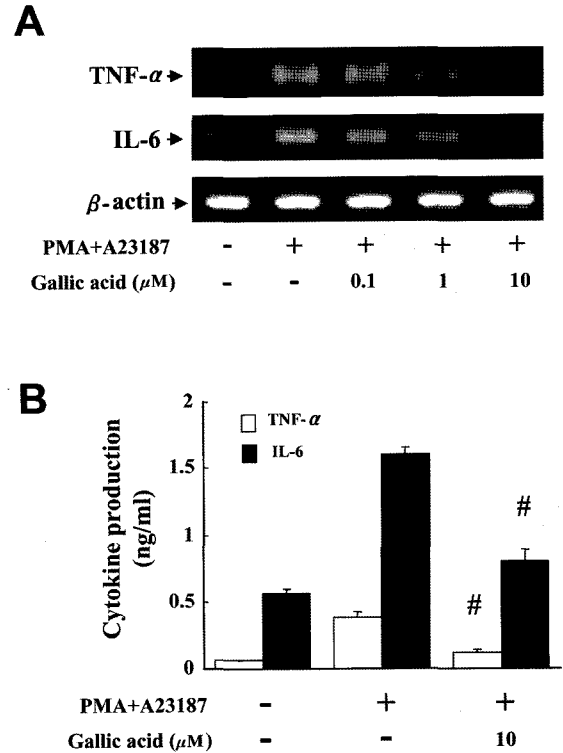 A
TNF-α
IL-6
β-actin
PMA+A23187 - + + + +
Gallic acid (μM) - - 0.1 1 10
B
Cytokine production
(ng/ml)
2
1.5
1
0.5
0
TNF-α
IL-6
#
#
PMA+A23187 - + +
Gallic acid (μM) - - 10